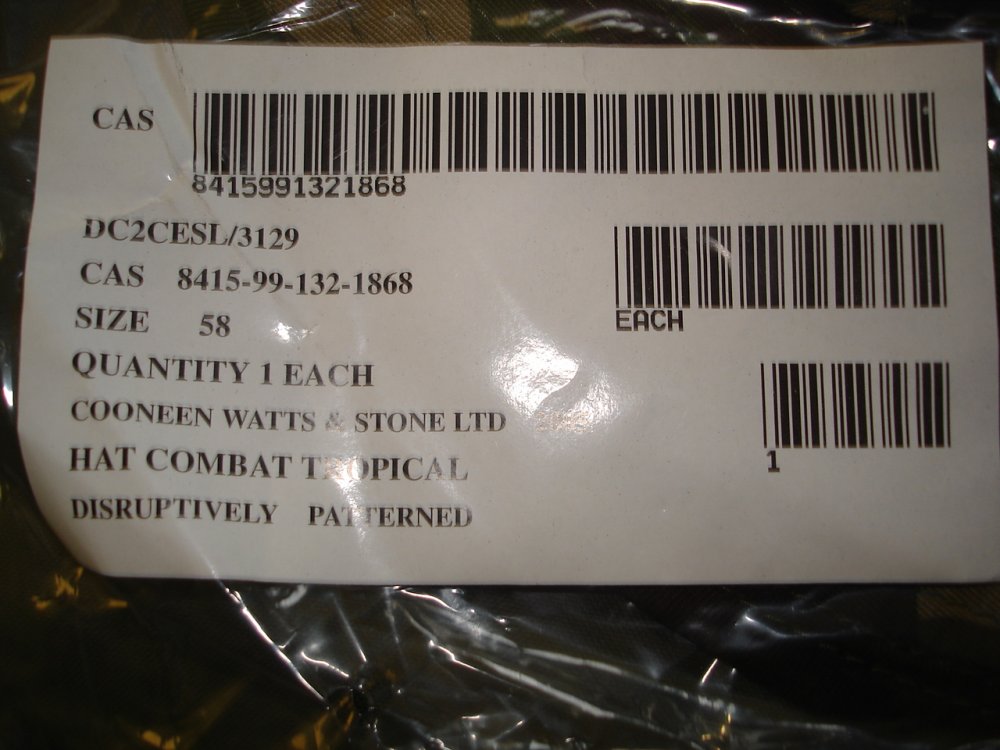 CAS
8415991321868
DC2CESL/3129
CAS 8415-99-132-1868
SIZE 58
EACH
QUANTITY 1 EACH
COONEEN WATTS & STONE LTD
HAT COMBAT TROPICAL
1
DISRUPTIVELY PATTERNED